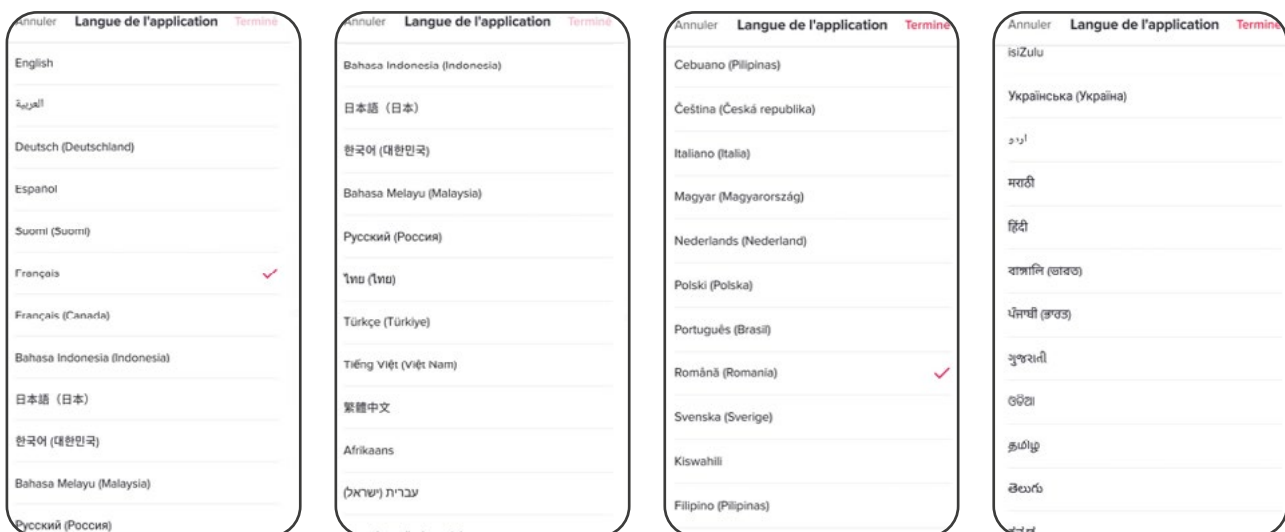 Annuler Langue de l'application Terminé
English
العربية
Deutsch (Deutschland)
Español
Suomi (Suomi)
Français
Français (Canada)
Bahasa Indonesia (Indonesia)
日本語（日本）
한국어 (대한민국)
Bahasa Melayu (Malaysia)
Русский (Россия)
Annuler Langue de l'application Terminé
Bahasa Indonesia (Indonesia)
日本語（日本）
한국어 (대한민국)
Bahasa Melayu (Malaysia)
Русский (Россия)
ไทย (ไทย)
Türkçe (Türkiye)
Tiếng Việt (Việt Nam)
繁體中文
Afrikaans
עברית (ישראל)
Annuler Langue de l'application Terminé
Cebuano (Pilipinas)
Čeština (Česká republika)
Italiano (Italia)
Magyar (Magyarország)
Nederlands (Nederland)
Polski (Polska)
Português (Brasil)
Română (Romania)
Svenska (Sverige)
Kiswahili
Filipino (Pilipinas)
Annuler Langue de l'application Terminé
isiZulu
Українська (Україна)
اردو
मराठी
हिंदी
বাঙ্গালি (ভারত)
ਪੰਜਾਬੀ (ਭਾਰਤ)
ગુજરાતી
ଓଡ଼ିଆ
தமிழ்
తెలుగు